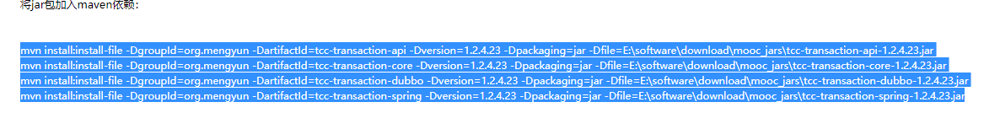 将jar包加入maven依赖：
mvn install:install-file -DgroupId=org.mengyun -DartifactId=tcc-transaction-api -Dversion=1.2.4.23 -Dpackaging=jar -Dfile=E:\software\download\mooc_jars\tcc-transaction-api-1.2.4.23.jar
mvn install:install-file -DgroupId=org.mengyun -DartifactId=tcc-transaction-core -Dversion=1.2.4.23 -Dpackaging=jar -Dfile=E:\software\download\mooc_jars\tcc-transaction-core-1.2.4.23.jar
mvn install:install-file -DgroupId=org.mengyun -DartifactId=tcc-transaction-dubbo -Dversion=1.2.4.23 -Dpackaging=jar -Dfile=E:\software\download\mooc_jars\tcc-transaction-dubbo-1.2.4.23.jar
mvn install:install-file -DgroupId=org.mengyun -DartifactId=tcc-transaction-spring -Dversion=1.2.4.23 -Dpackaging=jar -Dfile=E:\software\download\mooc_jars\tcc-transaction-spring-1.2.4.23.jar